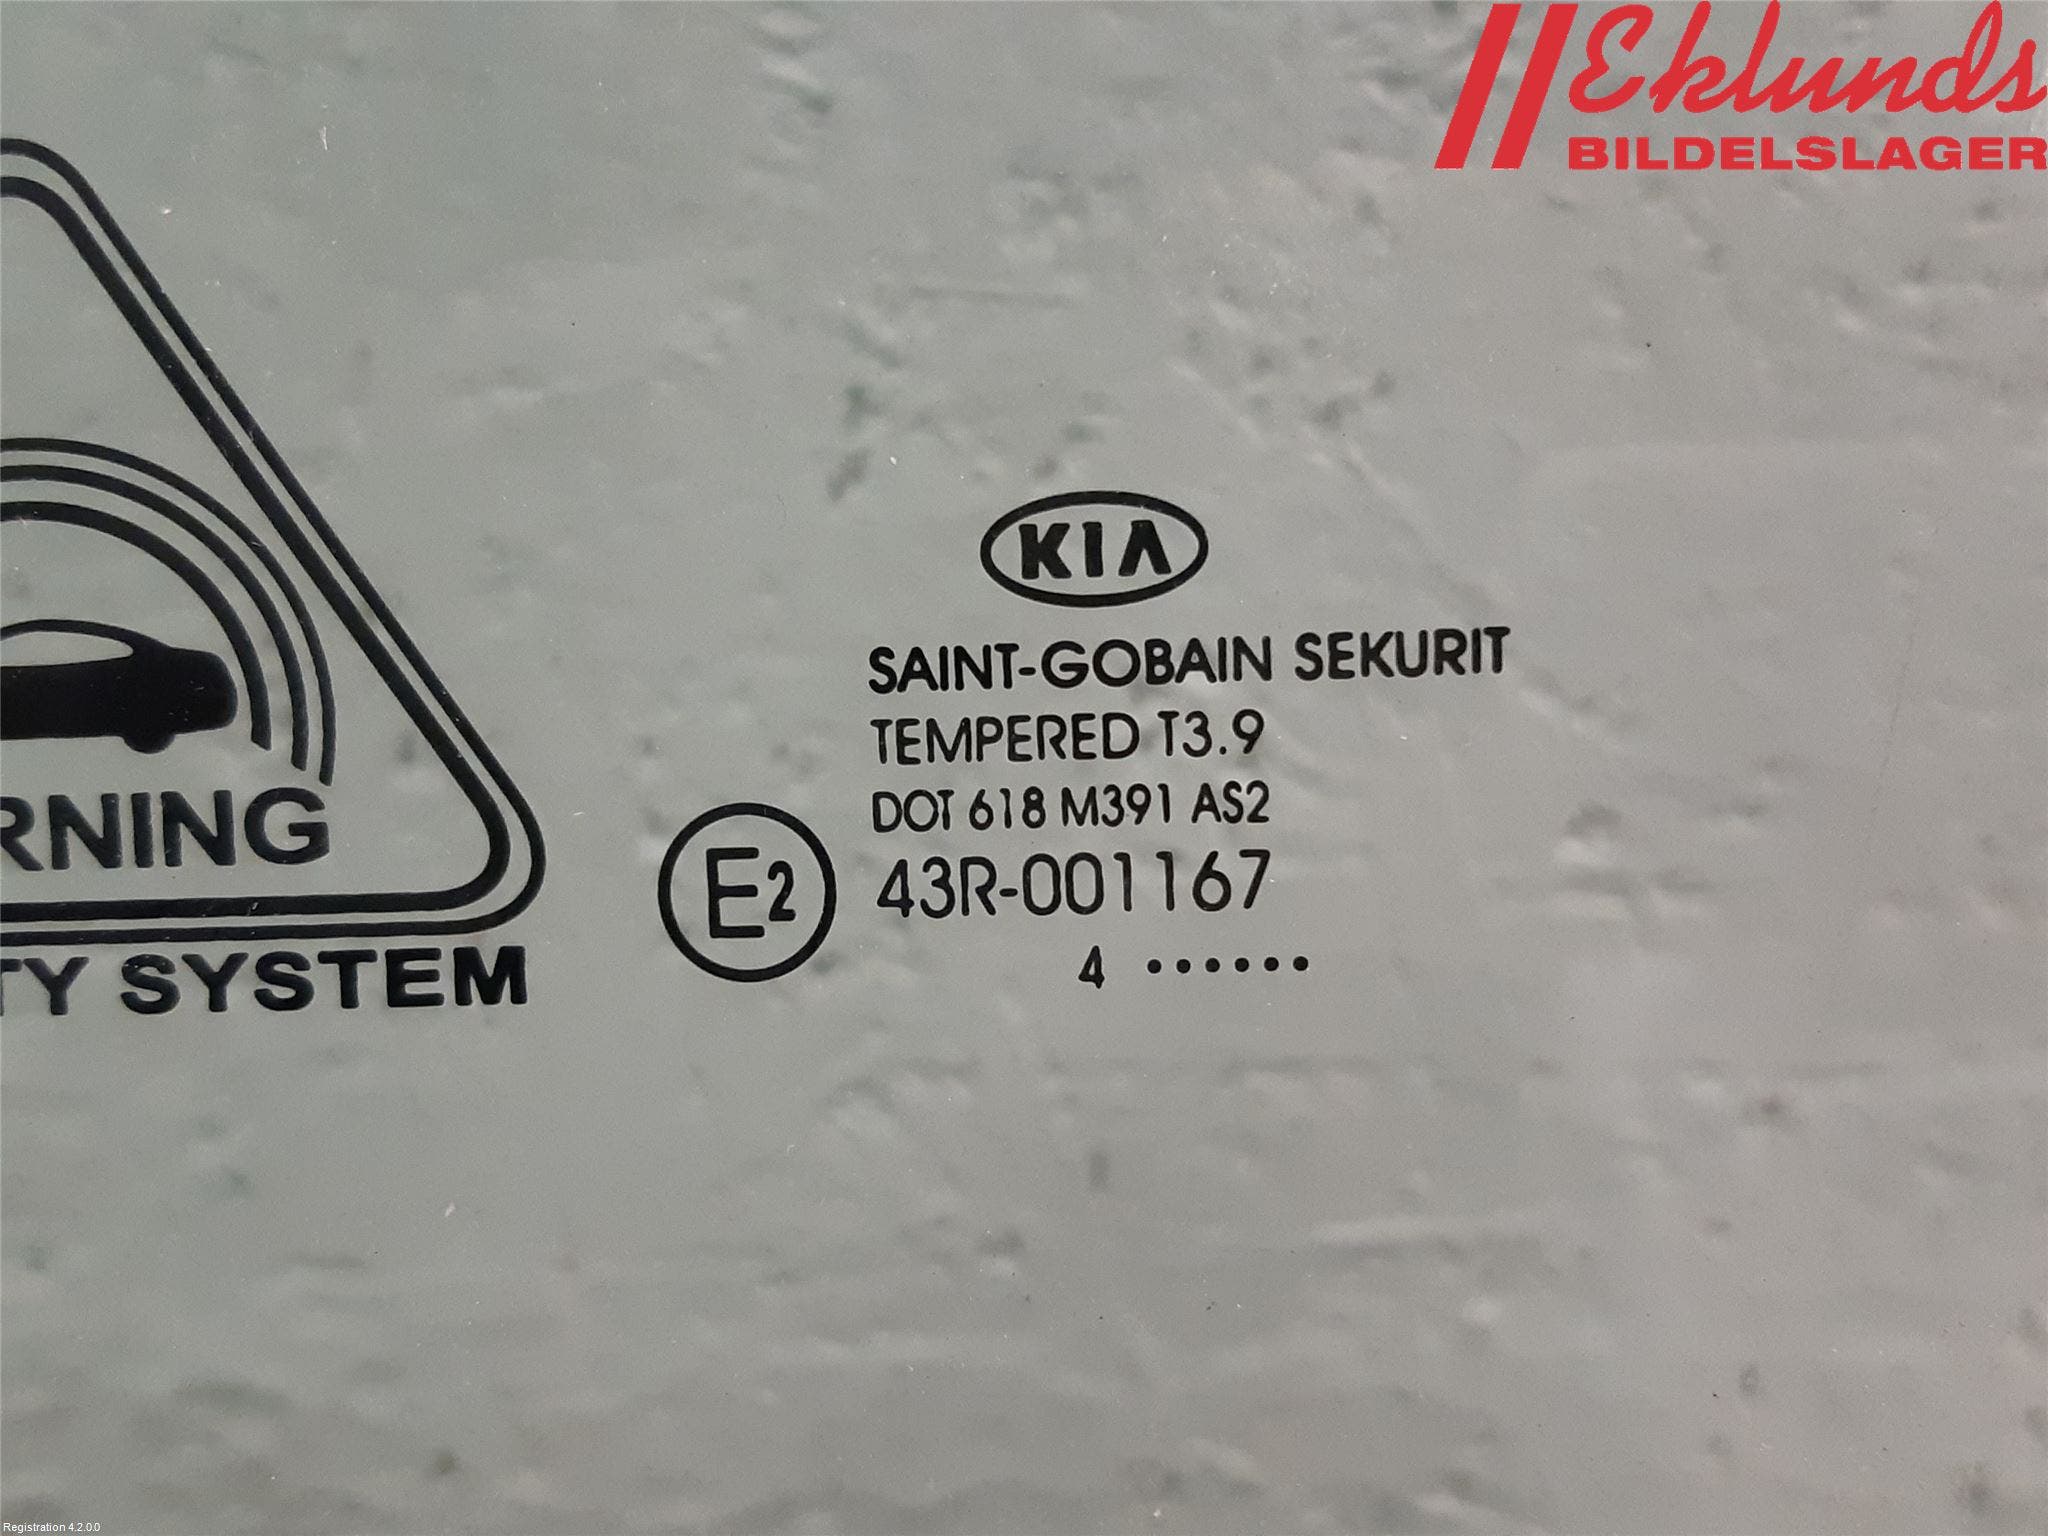 Eklunds
BILDELSLAGER
KIA
SAINT-GOBAIN SEKURIT
TEMPERED T3.9
DOT 618 M391 AS2
E2 43R-001167
4 ······
RNING
TY SYSTEM
Registration 4.2.0.0